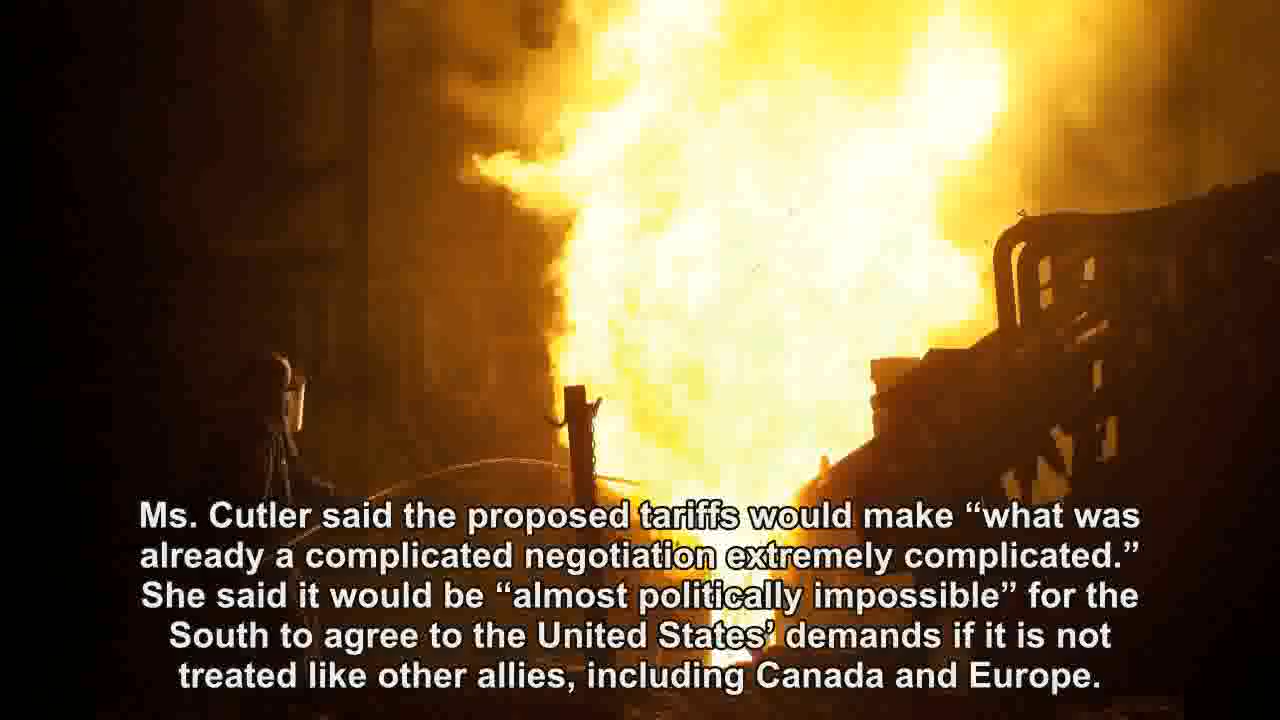 Ms. Cutler said the proposed tariffs would make “what was
already a complicated negotiation extremely complicated.”
She said it would be “almost politically impossible” for the
South to agree to the United States’ demands if it is not
treated like other allies, including Canada and Europe.